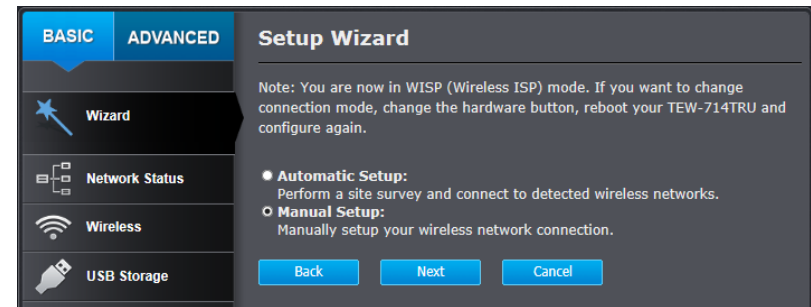 BASIC
ADVANCED
Wizard
Network Status
Wireless
USB Storage
Setup Wizard
Note: You are now in WISP (Wireless ISP) mode. If you want to change
connection mode, change the hardware button, reboot your TEW-714TRU and
configure again.
Automatic Setup:
Perform a site survey and connect to detected wireless networks.
Manual Setup:
Manually setup your wireless network connection.
Back
Next
Cancel